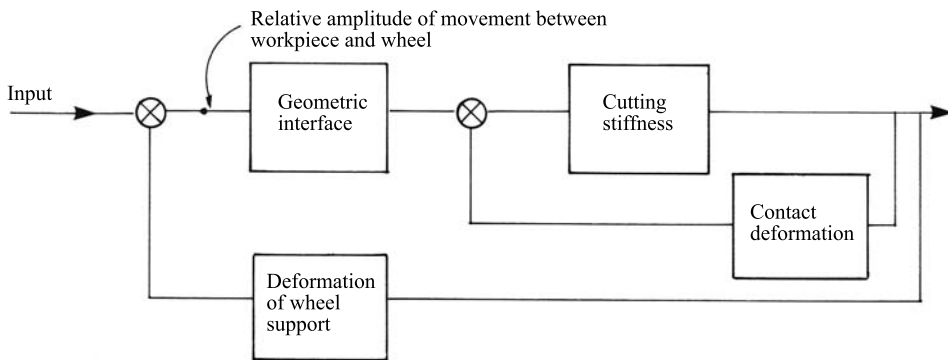 Relative amplitude of movement between
workpiece and wheel
Input
Geometric
interface
Cutting
stiffness
Contact
deformation
Deformation
of wheel
support